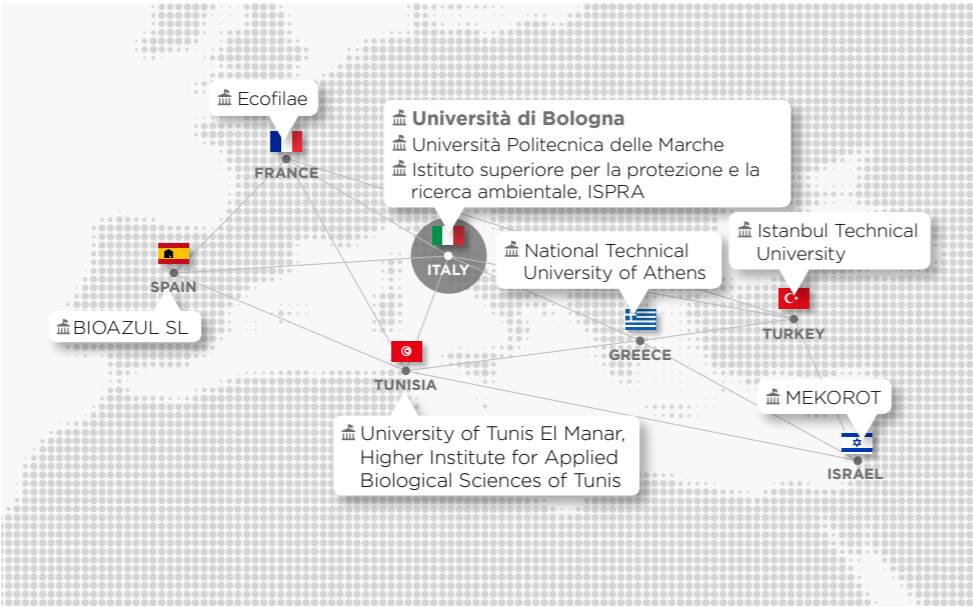 Ecofilae
FRANCE
Università di Bologna
Università Politecnica delle Marche
Istituto superiore per la protezione e la
ricerca ambientale, ISPRA
ITALY
National Technical
University of Athens
GREECE
Istanbul Technical
University
TURKEY
SPAIN
BIOAZUL SL
TUNISIA
University of Tunis El Manar,
Higher Institute for Applied
Biological Sciences of Tunis
MEKOROT
ISRAEL